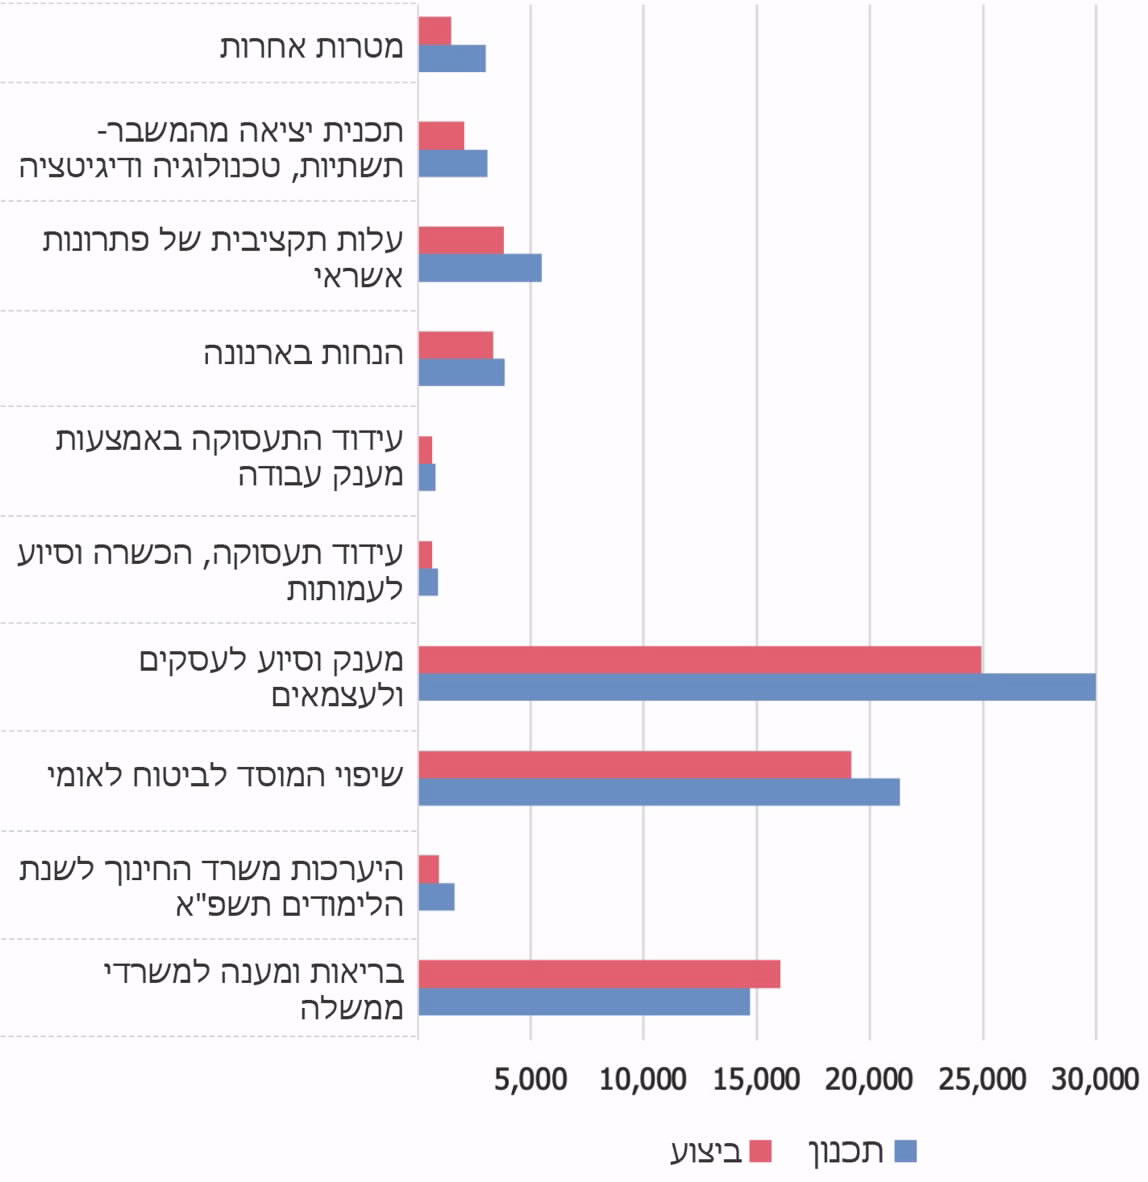 מטרות אחרות
תכנית יציאה מהמשבר-
תשתיות, טכנולוגיה ודיגיטציה
עלות תקציבית של פתרונות
אשראי
הנחות בארנונה
עידוד התעסוקה באמצעות
מענק עבודה
עידוד תעסוקה, הכשרה וסיוע
לעמותות
מענק וסיוע לעסקים
ולעצמאים
שיפוי המוסד לביטוח לאומי
היערכות משרד החינוך לשנת
הלימודים תשפ"א
בריאות ומענה למשרדי
ממשלה
5,000 10,000 15,000 20,000 25,000 30,000
תכנון ביצוע